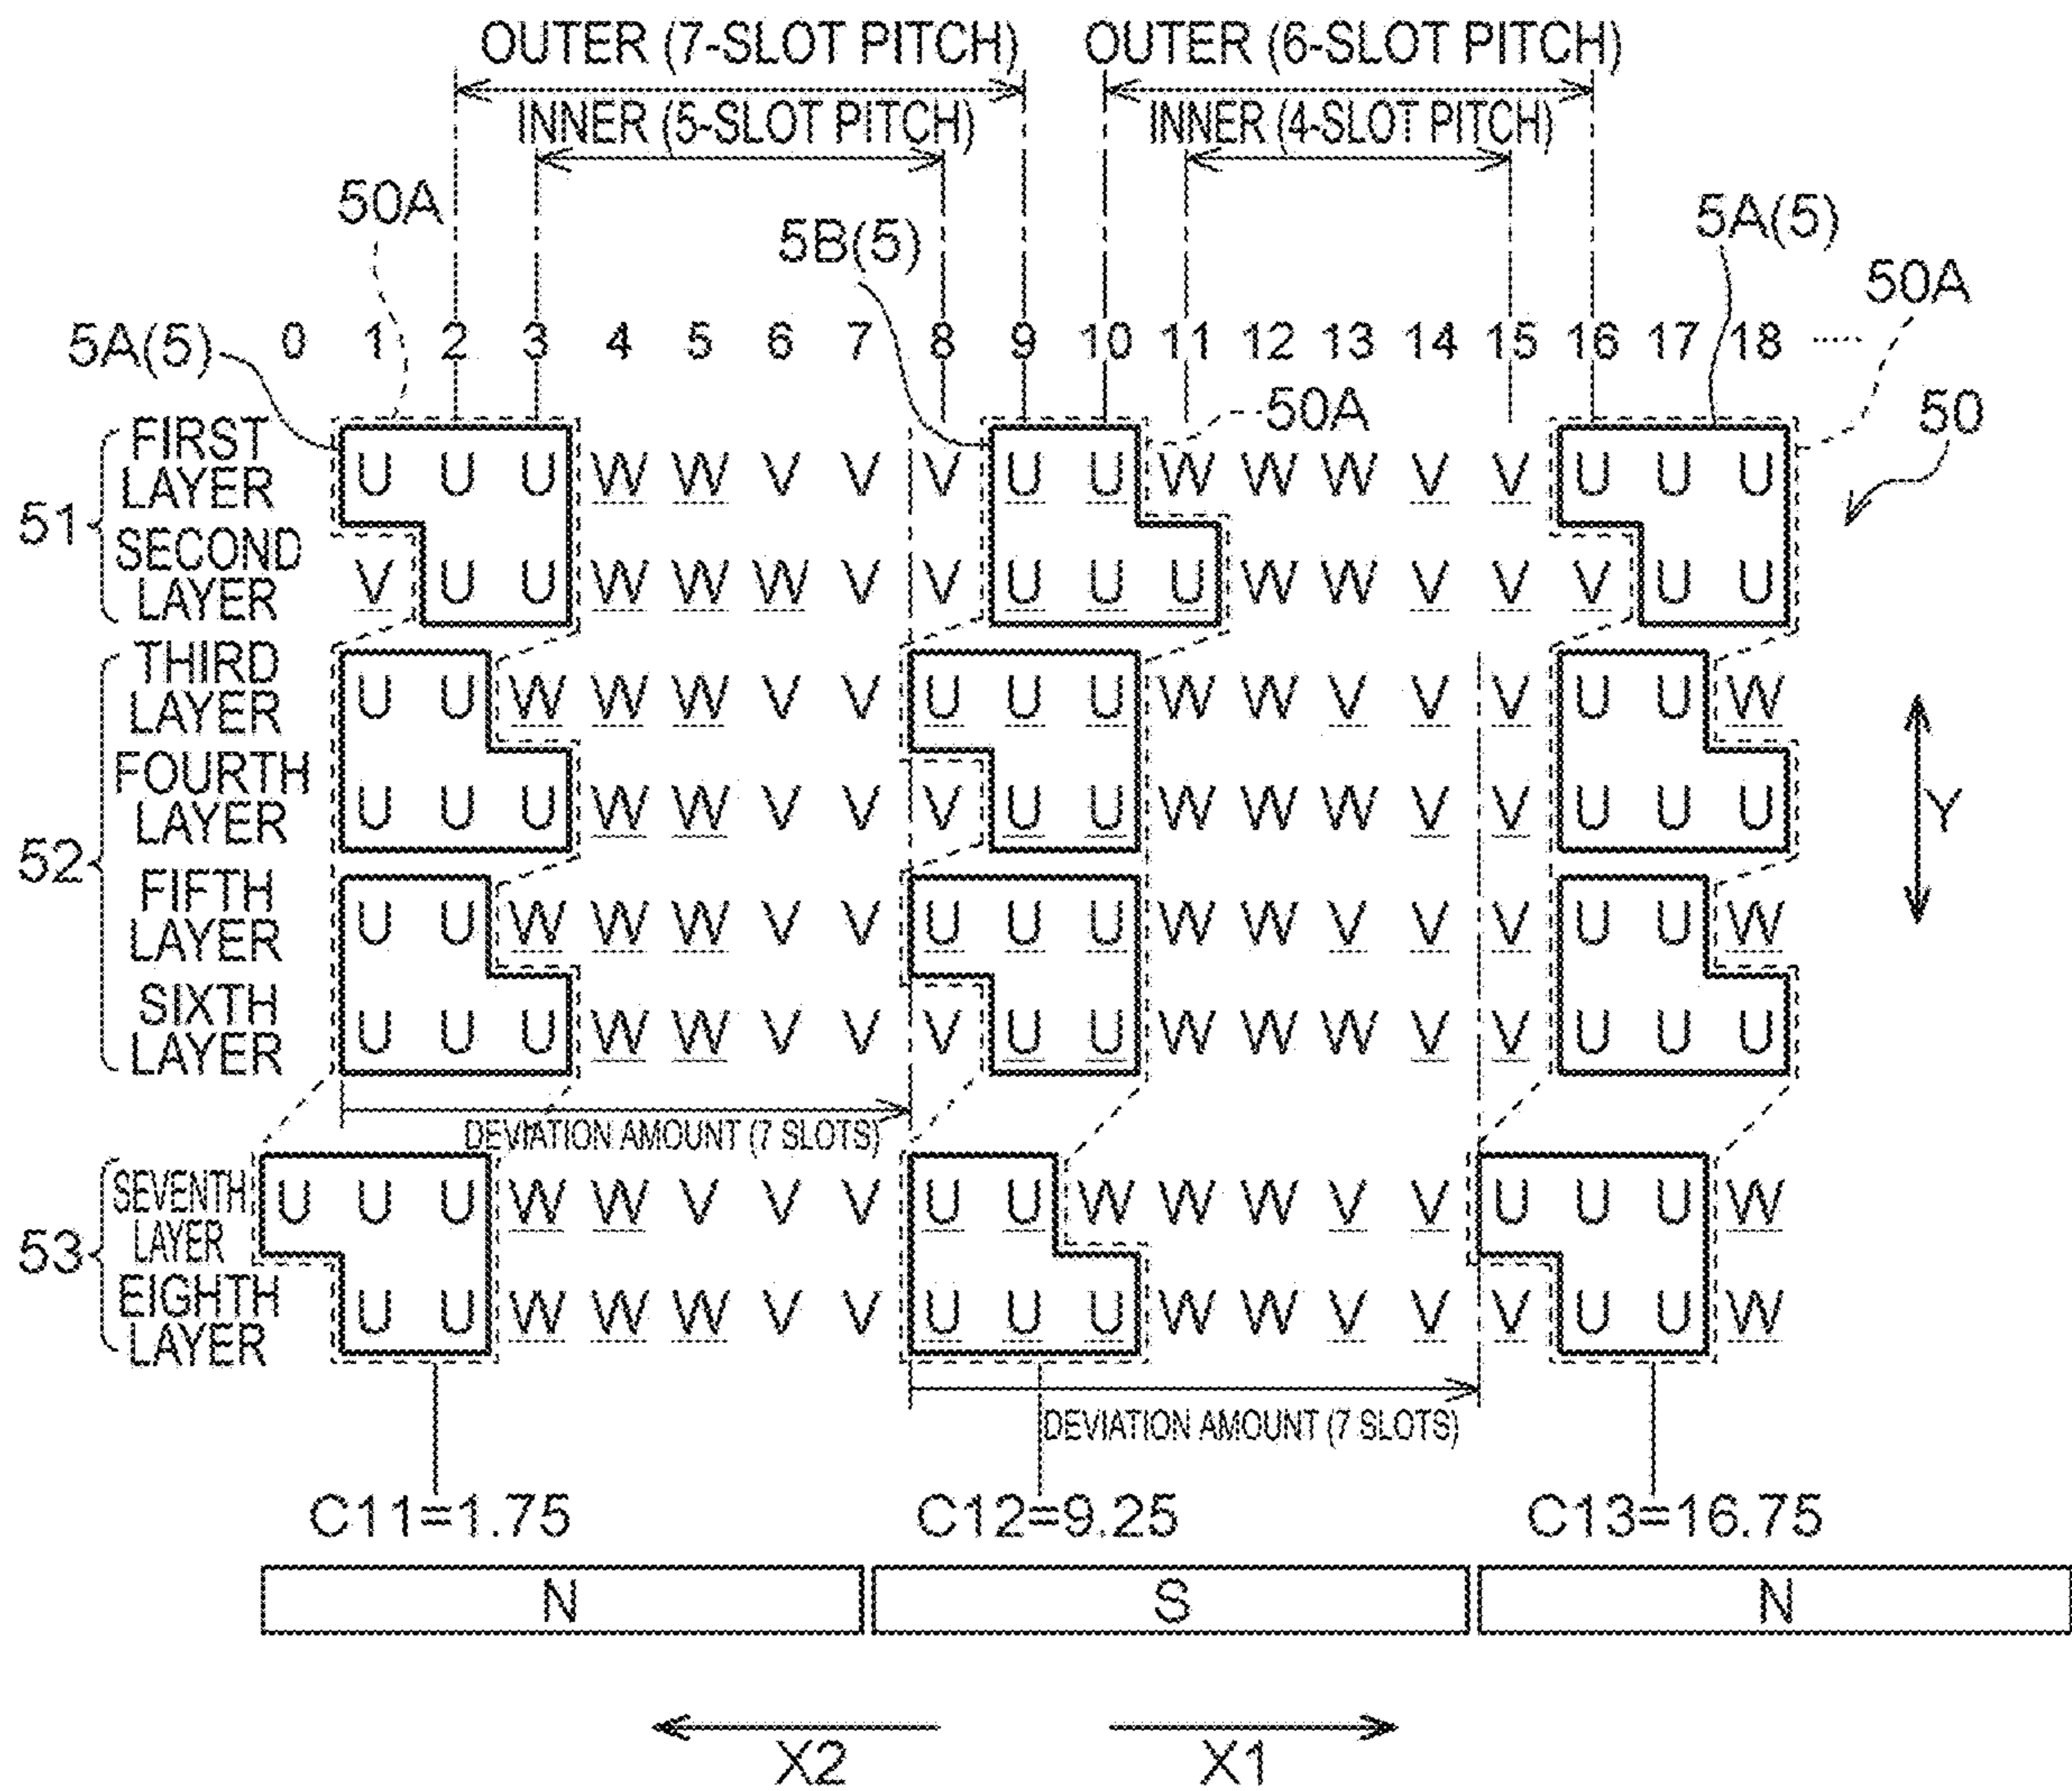 OUTER (7-SLOT PITCH) OUTER (6-SLOT PITCH)
INNER (5-SLOT PITCH) INNER (4-SLOT PITCH)
50A 5B(5) 5A(5) 50A
5A(5) 0 1 2 3 4 5 6 7 8 9 10 11 12 13 14 15 16 17 18 .....
50A 50
51
FIRST LAYER U U U W W V V V U U W W W V V U U U
SECOND LAYER V U U W W W V V U U U W W V V V U U
52
THIRD LAYER U U W W W V V U U U W W V V V U U W
FOURTH LAYER U U U W W V V V U U W W W V V U U U
Y
FIFTH LAYER U U W W W V V U U U W W V V V U U W
SIXTH LAYER U U U W W V V V U U W W W V V U U U
DEVIATION AMOUNT (7 SLOTS)
53
SEVENTH LAYER U U U W W V V V U U W W W V V U U U W
EIGHTH LAYER U U W W W V V U U U W W V V V U U W
DEVIATION AMOUNT (7 SLOTS)
C11=1.75 C12=9.25 C13=16.75
N S N
X2 X1